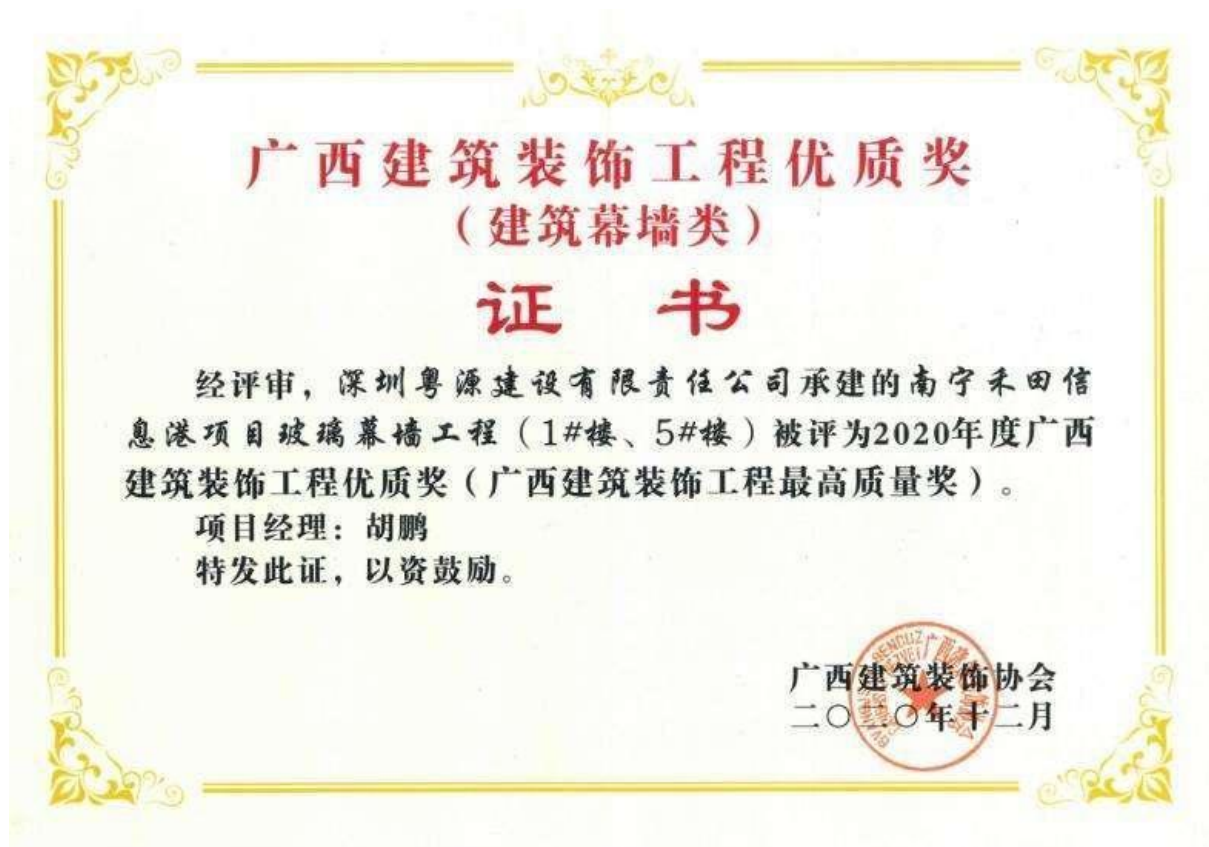 广西建筑装饰工程优质奖
（建筑幕墙类）
证 书
经评审，深圳粤源建设有限责任公司承建的南宁禾田信
息港项目玻璃幕墙工程（1#楼、5#楼）被评为2020年度广西
建筑装饰工程优质奖（广西建筑装饰工程最高质量奖）。
项目经理：胡鹏
特发此证，以资鼓励。
广西建筑装饰协会
二〇二〇年十二月